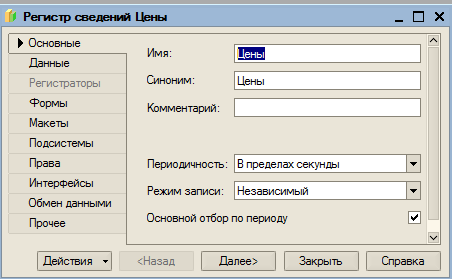 Регистр сведений Цены
Основные
Данные
Регистраторы
Формы
Макеты
Подсистемы
Права
Интерфейсы
Обмен данными
Прочее
Имя: Цены
Синоним: Цены
Комментарий:
Периодичность: В пределах секунды
Режим записи: Независимый
Основной отбор по периоду
Действия <Назад Далее> Закрыть Справка